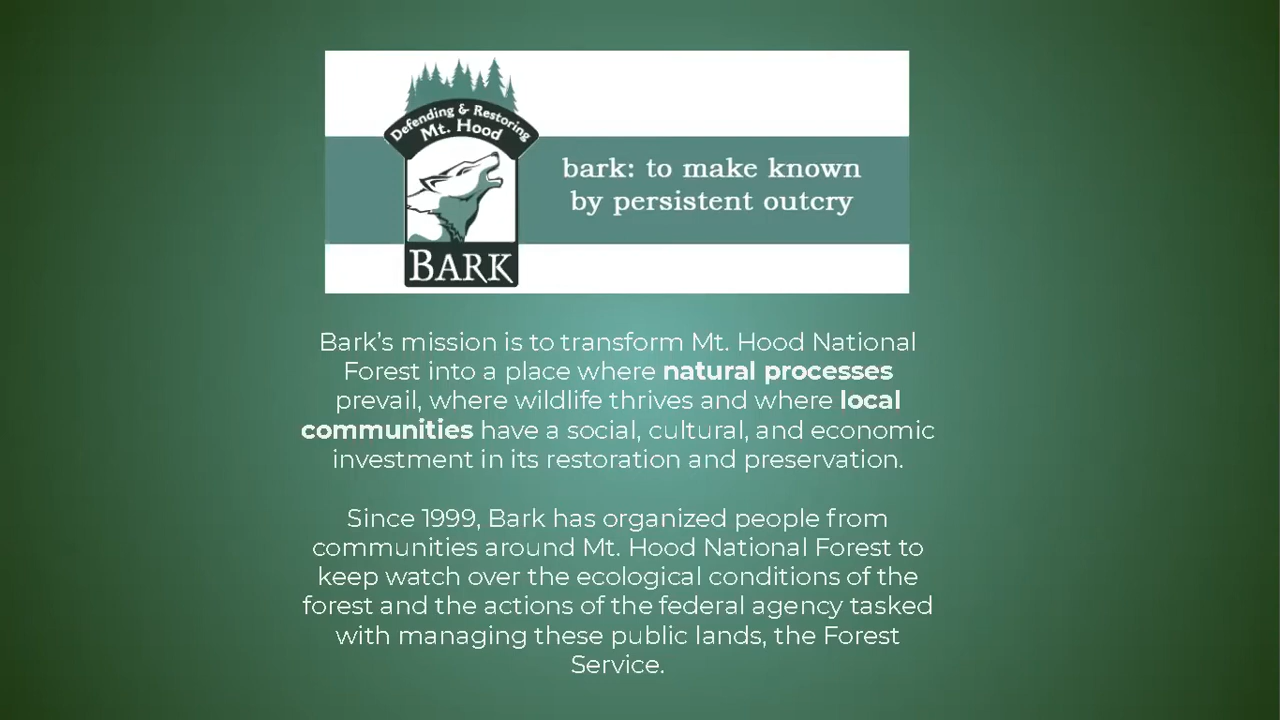 Defending & Restoring
Mt. Hood
BARK
bark: to make known
by persistent outcry
Bark’s mission is to transform Mt. Hood National
Forest into a place where natural processes
prevail, where wildlife thrives and where local
communities have a social, cultural, and economic
investment in its restoration and preservation.
Since 1999, Bark has organized people from
communities around Mt. Hood National Forest to
keep watch over the ecological conditions of the
forest and the actions of the federal agency tasked
with managing these public lands, the Forest
Service.